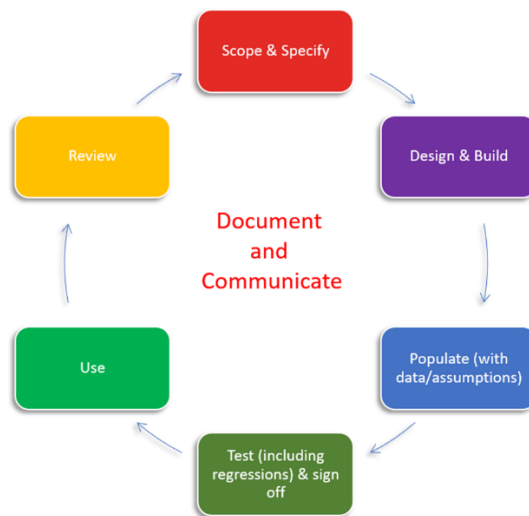 Scope & Specify
Design & Build
Populate (with
data/assumptions)
Test (including
regressions) & sign
off
Use
Review
Document
and
Communicate